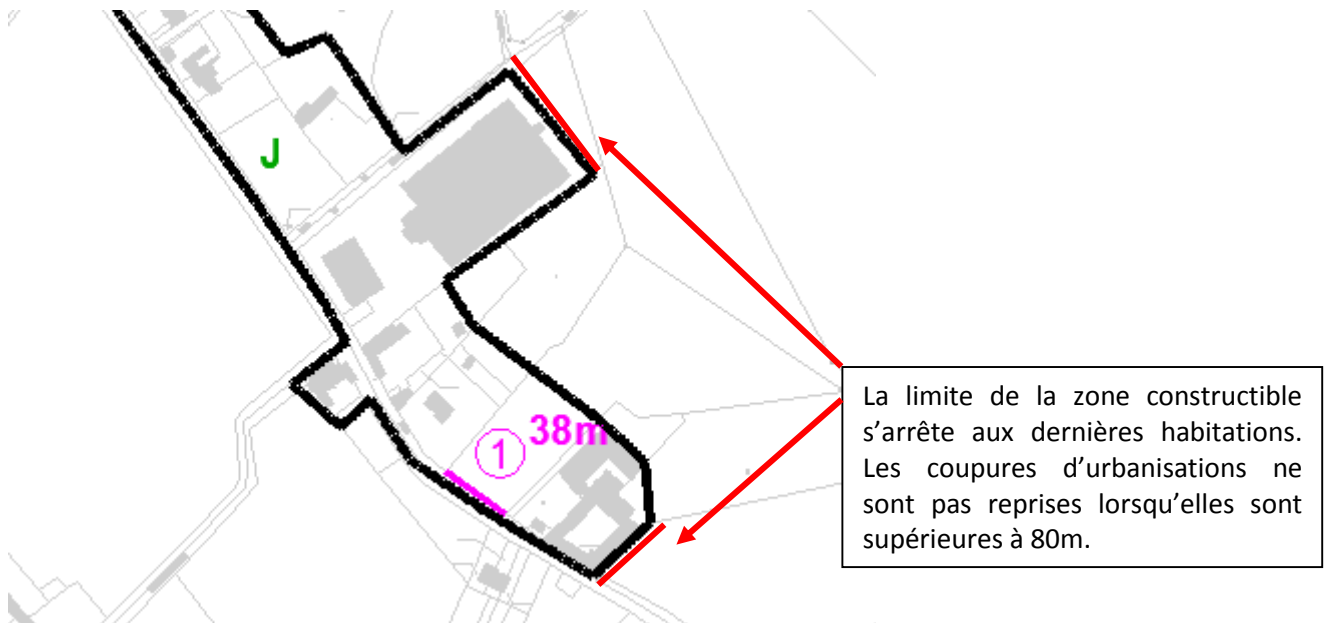 J
38m
1
La limite de la zone constructible
s’arrête aux dernières habitations.
Les coupures d’urbanisations ne
sont pas reprises lorsqu’elles sont
supérieures à 80m.